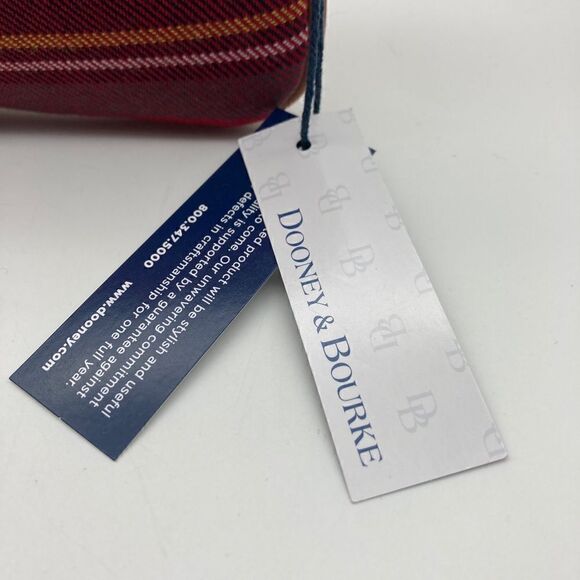 DOONEY & BOURKE
product will be stylish and useful
to come. Our unwavering commitment
is supported by a guarantee against
defects in craftsmanship for one full year.
800.347.5000 www.dooney.com